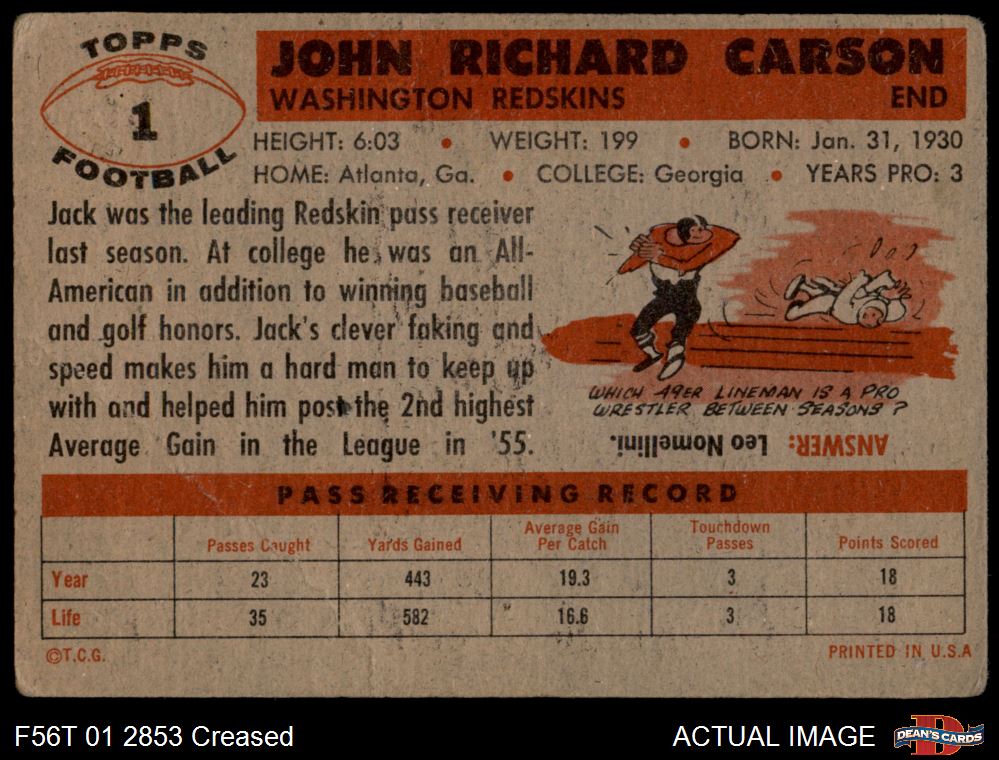 TOPPS
1
FOOTBALL
JOHN RICHARD CARSON
WASHINGTON REDSKINS END
HEIGHT: 6:03 • WEIGHT: 199 • BORN: Jan. 31, 1930
HOME: Atlanta, Ga. • COLLEGE: Georgia • YEARS PRO: 3
Jack was the leading Redskin pass receiver
last season. At college he was an All-
American in addition to winning baseball
and golf honors. Jack's clever faking and
speed makes him a hard man to keep up
with and helped him post the 2nd highest
Average Gain in the League in '55.
WHICH 49ER LINEMAN IS A PRO
WRESTLER BETWEEN SEASONS?
ANSWER: Leo Nomellini.
PASS RECEIVING RECORD
Passes Caught Yards Gained Average Gain Per Catch Touchdown Passes Points Scored
Year 23 443 19.3 3 18
Life 35 582 16.6 3 18
©T.C.G. PRINTED IN U.S.A
F56T 01 2853 Creased ACTUAL IMAGE DEAN'S CARDS